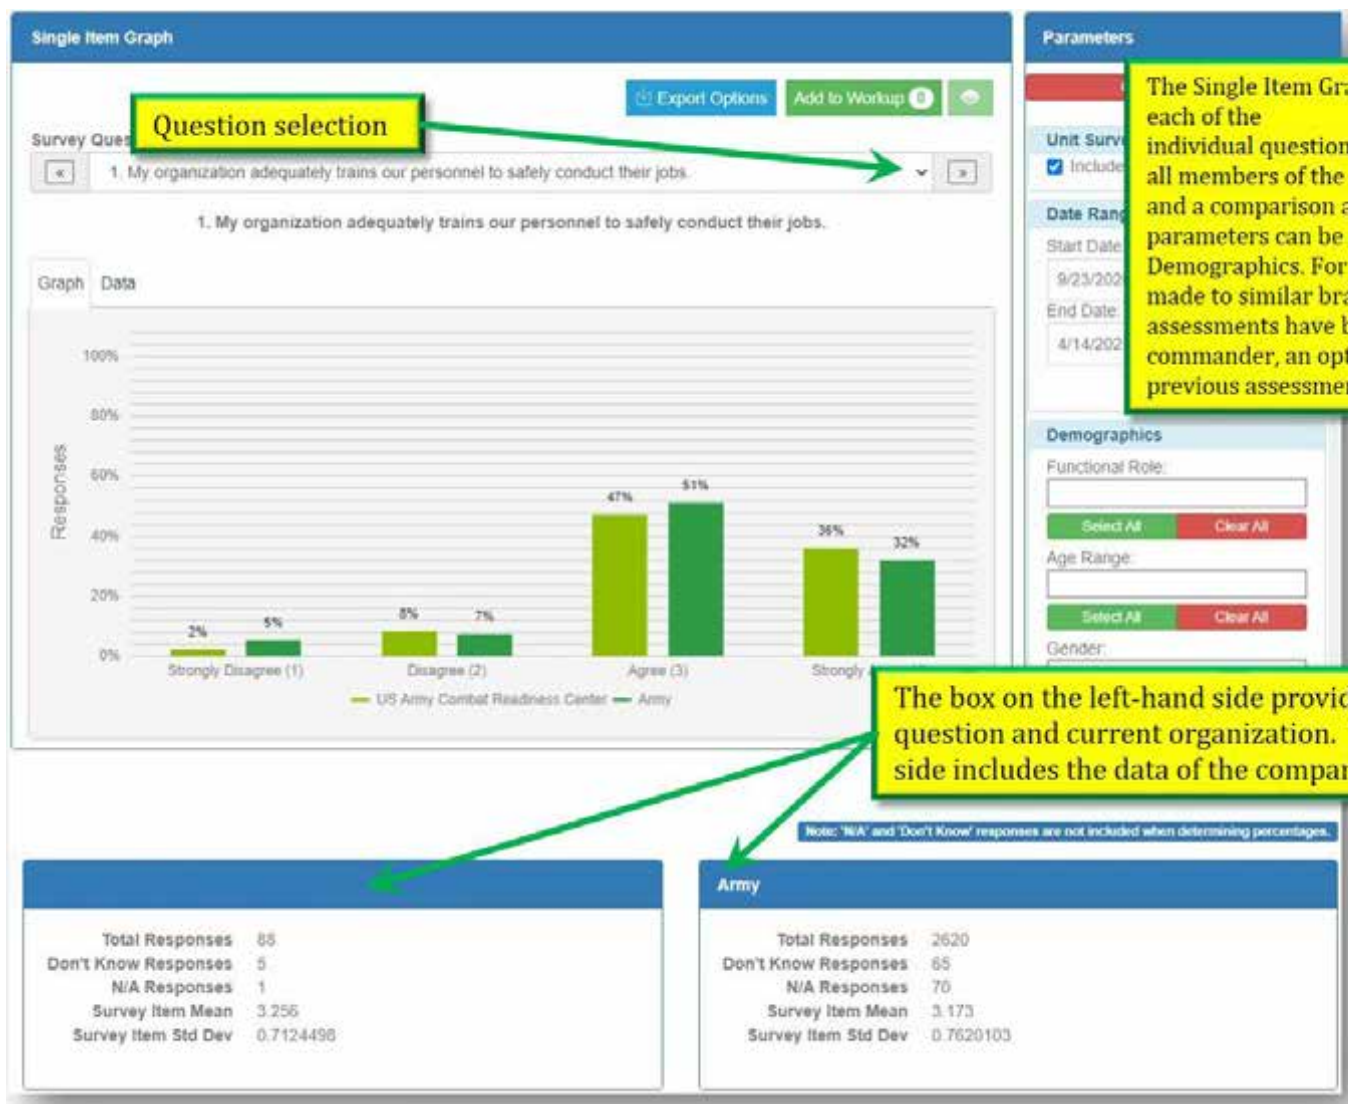 Single Item Graph
Export Options
Add to Workup 0
Question selection
Survey Ques
« 1. My organization adequately trains our personnel to safely conduct their jobs. »
1. My organization adequately trains our personnel to safely conduct their jobs.
Graph Data
Responses
100%
80%
60%
40%
20%
0%
2% 5% 8% 7% 47% 51% 36% 32%
Strongly Disagree (1) Disagree (2) Agree (3) Strongly
US Army Combat Readiness Center Army
Parameters
The Single Item Gra
each of the
individual question
all members of the
and a comparison a
parameters can be
Demographics. For
made to similar bra
assessments have b
commander, an opt
previous assessmen
Unit Surve
Include
Date Rang
Start Date
9/23/202
End Date:
4/14/202
Demographics
Functional Role:
Select All Clear All
Age Range:
Select All Clear All
Gender:
The box on the left-hand side provid
question and current organization.
side includes the data of the compar
Note: 'N/A' and 'Don't Know' responses are not included when determining percentages.
Total Responses 88
Don't Know Responses 5
N/A Responses 1
Survey Item Mean 3.256
Survey Item Std Dev 0.7124498
Army
Total Responses 2620
Don't Know Responses 65
N/A Responses 70
Survey Item Mean 3.173
Survey Item Std Dev 0.7620103